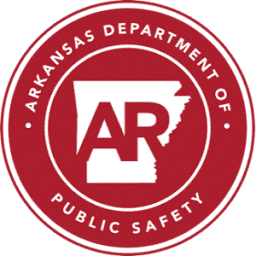 • ARKANSAS DEPARTMENT OF •
AR
PUBLIC SAFETY